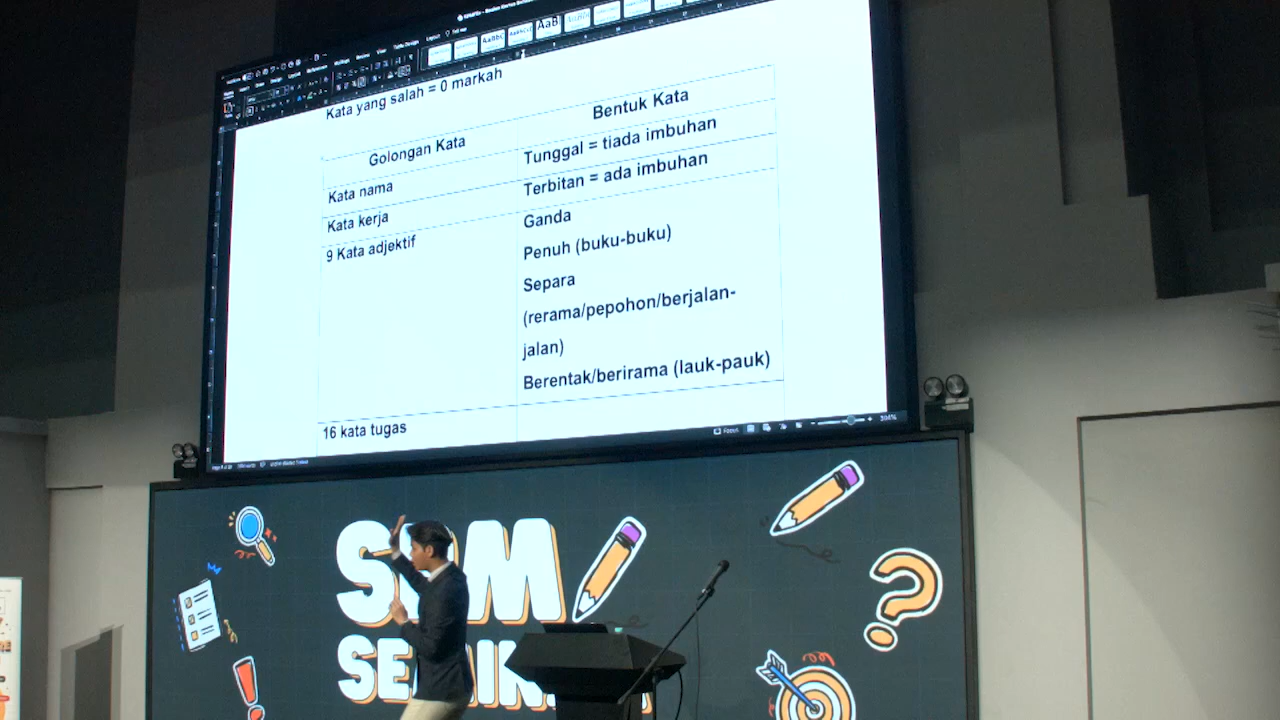 Kata yang salah = 0 markah
Golongan Kata
Bentuk Kata
Kata nama
Tunggal = tiada imbuhan
Kata kerja
Terbitan = ada imbuhan
9 Kata adjektif
Ganda
Penuh (buku-buku)
Separa
(rerama/pepohon/berjalan-
jalan)
Berentak/berirama (lauk-pauk)
16 kata tugas
Focus